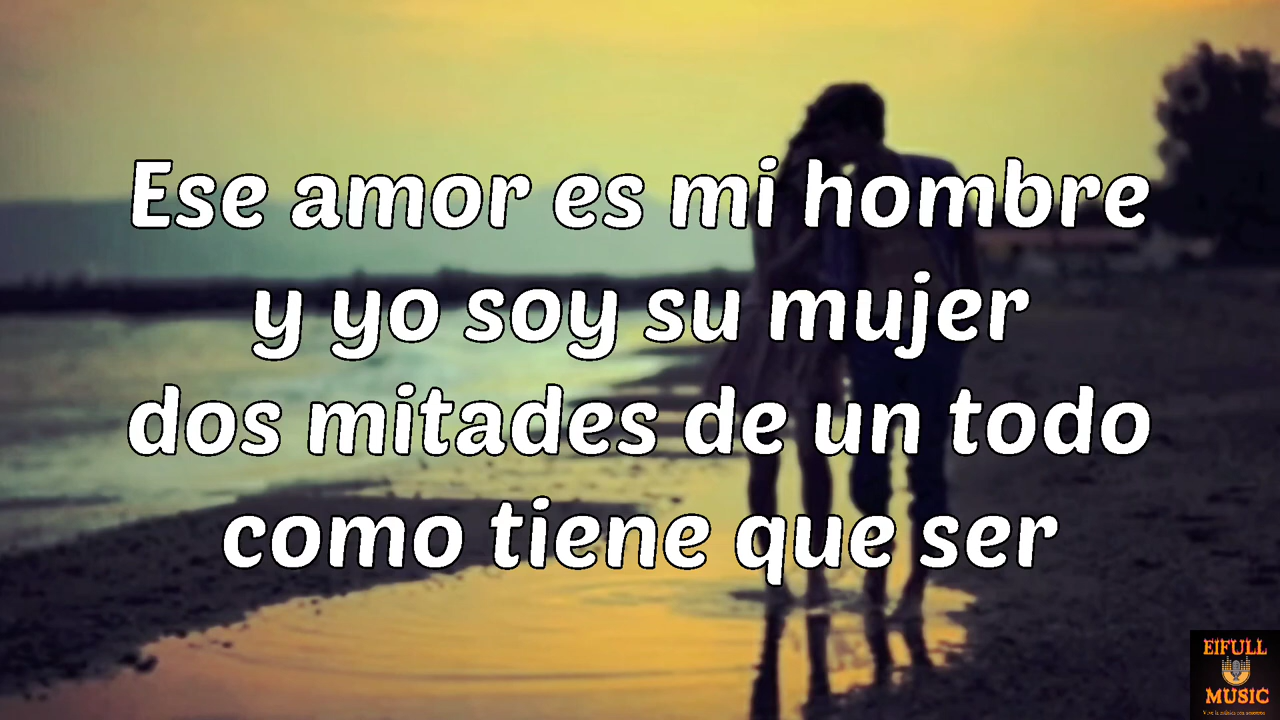 Ese amor es mi hombre
y yo soy su mujer
dos mitades de un todo
como tiene que ser
EIFULL
MUSIC